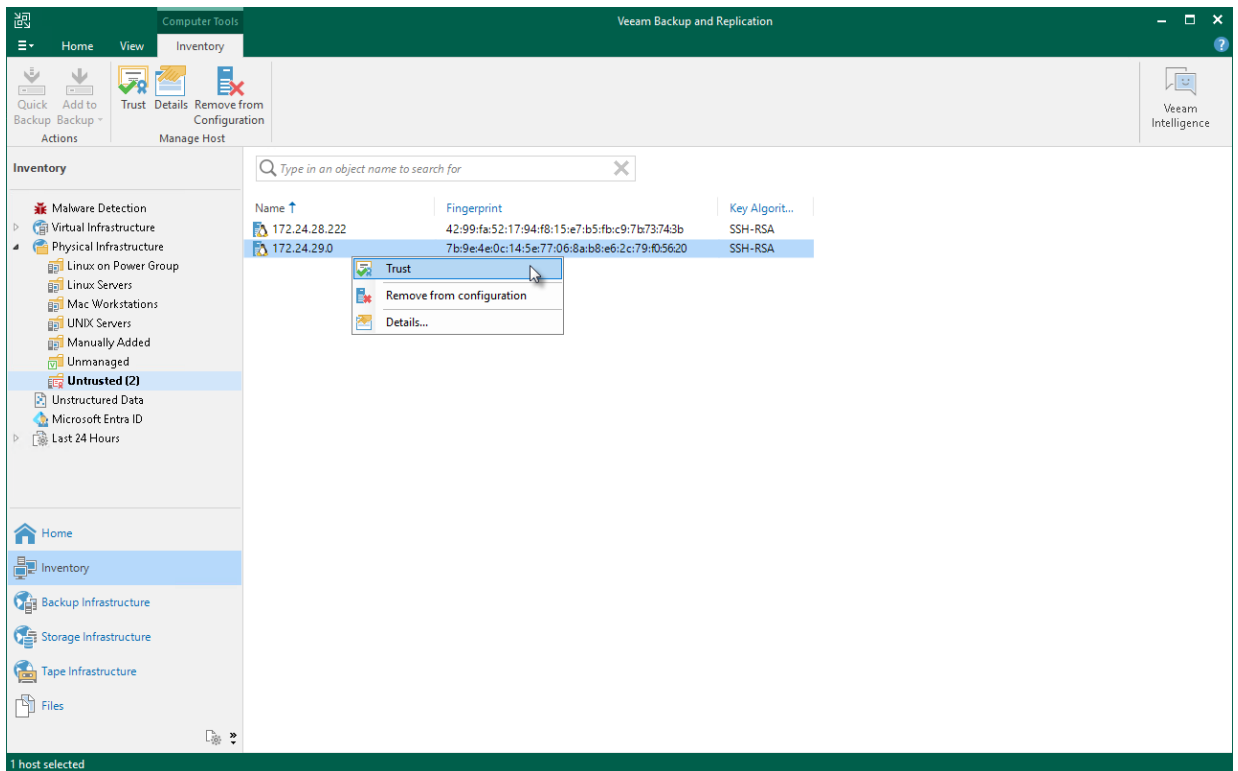 Computer Tools
Veeam Backup and Replication
Home View Inventory
Quick Backup
Add to Backup
Trust
Details
Remove from Configuration
Actions
Manage Host
Veeam Intelligence
Inventory
Type in an object name to search for
Malware Detection
Virtual Infrastructure
Physical Infrastructure
Linux on Power Group
Linux Servers
Mac Workstations
UNIX Servers
Manually Added
Unmanaged
Untrusted (2)
Unstructured Data
Microsoft Entra ID
Last 24 Hours
Name Fingerprint Key Algorit...
172.24.28.222 42:99:fa:52:17:94:f8:15:e7:b5:fb:c9:7b:73:74:3b SSH-RSA
172.24.29.0 7b:9e:4e:0c:14:5e:77:06:8a:b8:e6:2c:79:f0:56:20 SSH-RSA
Trust
Remove from configuration
Details...
Home
Inventory
Backup Infrastructure
Storage Infrastructure
Tape Infrastructure
Files
1 host selected